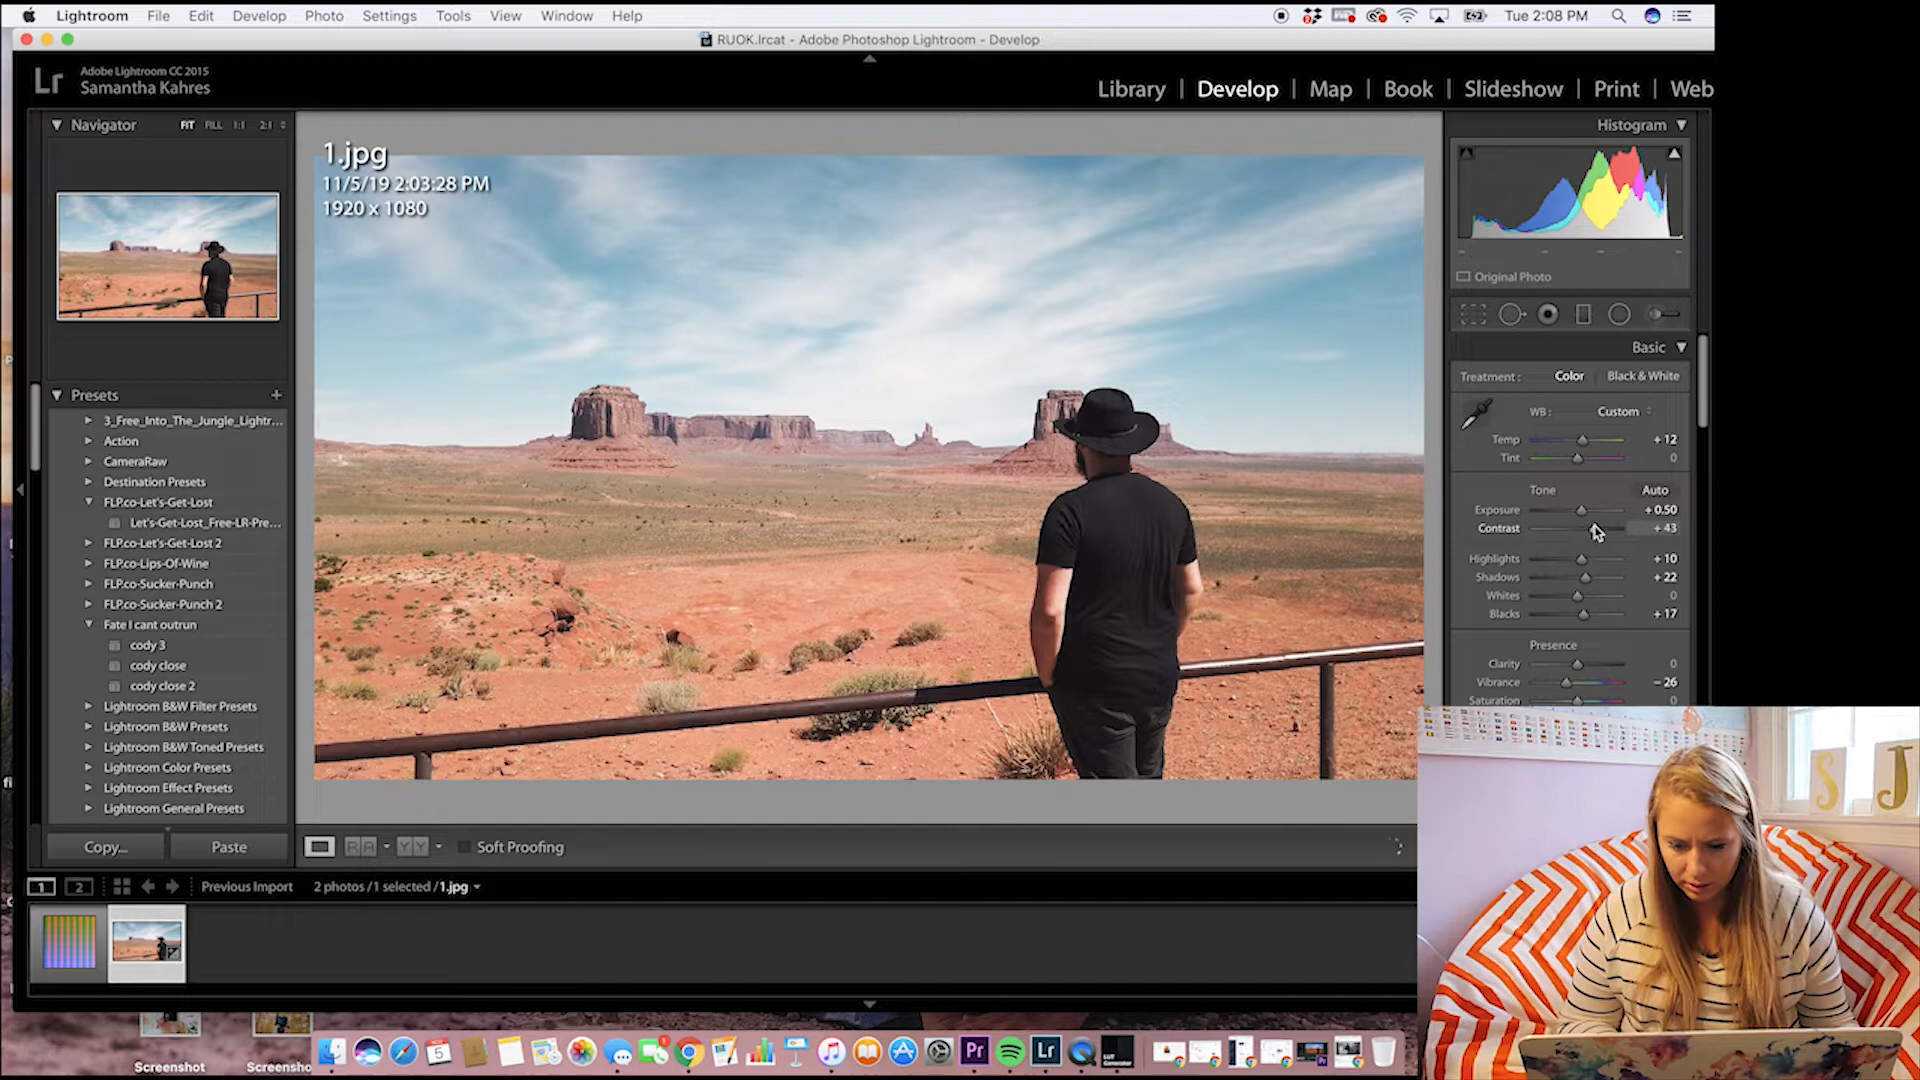 Lightroom File Edit Develop Photo Settings Tools View Window Help
Tue 2:08 PM
RUOK.lrcat - Adobe Photoshop Lightroom - Develop
Lr
Adobe Lightroom CC 2015
Samantha Kahres
Library | Develop | Map | Book | Slideshow | Print | Web
Navigator FIT FILL 1:1 2:1
Histogram
1.jpg
11/5/19 2:03:28 PM
1920 x 1080
Original Photo
Basic
Treatment : Color Black & White
WB : Custom
Temp + 12
Tint 0
Tone Auto
Exposure + 0.50
Contrast + 43
Highlights + 10
Shadows + 22
Whites 0
Blacks + 17
Presence
Clarity 0
Vibrance - 26
Saturation 0
Presets +
3_Free_Into_The_Jungle_Lightr...
Action
CameraRaw
Destination Presets
FLP.co-Let's-Get-Lost
Let's-Get-Lost_Free-LR-Pre...
FLP.co-Let's-Get-Lost 2
FLP.co-Lips-Of-Wine
FLP.co-Sucker-Punch
FLP.co-Sucker-Punch 2
Fate I cant outrun
cody 3
cody close
cody close 2
Lightroom B&W Filter Presets
Lightroom B&W Presets
Lightroom B&W Toned Presets
Lightroom Color Presets
Lightroom Effect Presets
Lightroom General Presets
Copy... Paste
R A Y Y Soft Proofing
1 2 Previous Import 2 photos / 1 selected / 1.jpg
S J
5
Pr
Lr
LUT
Generator
Screenshot
Screensho